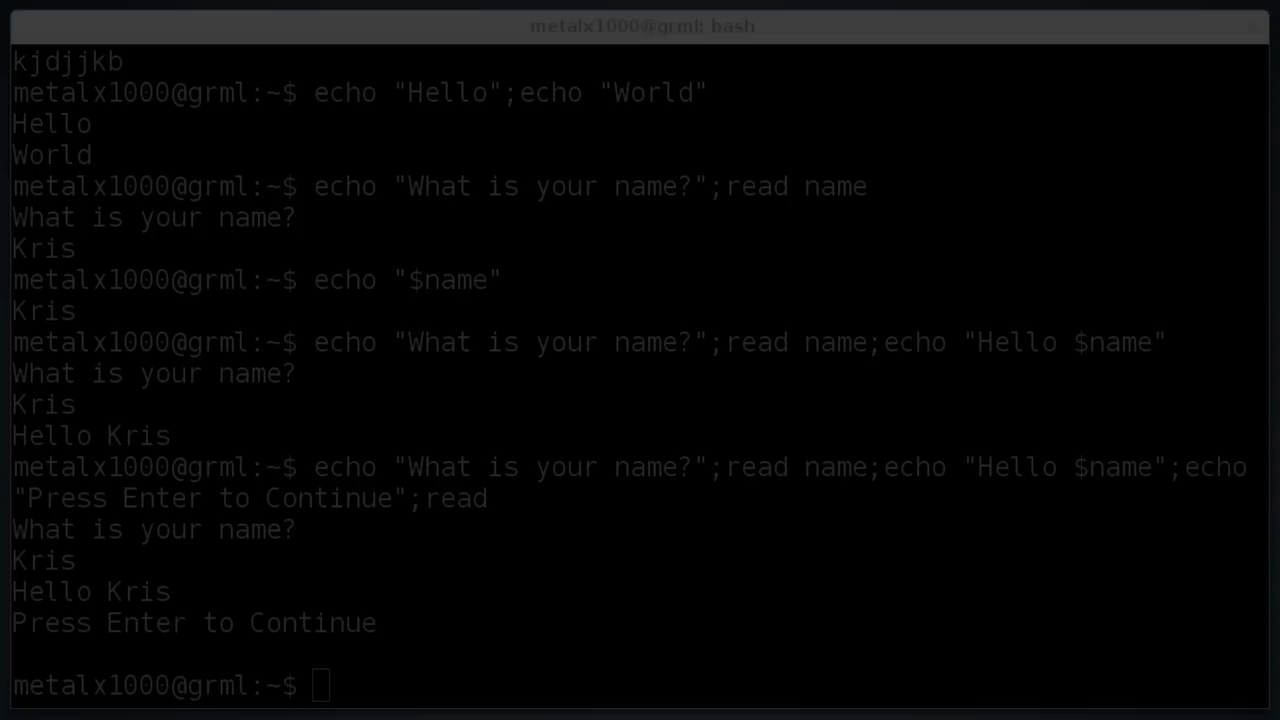 metalx1000@grml: bash
kjdjjkb
metalx1000@grml:~$ echo "Hello";echo "World"
Hello
World
metalx1000@grml:~$ echo "What is your name?";read name
What is your name?
Kris
metalx1000@grml:~$ echo "$name"
Kris
metalx1000@grml:~$ echo "What is your name?";read name;echo "Hello $name"
What is your name?
Kris
Hello Kris
metalx1000@grml:~$ echo "What is your name?";read name;echo "Hello $name";echo
"Press Enter to Continue";read
What is your name?
Kris
Hello Kris
Press Enter to Continue
metalx1000@grml:~$